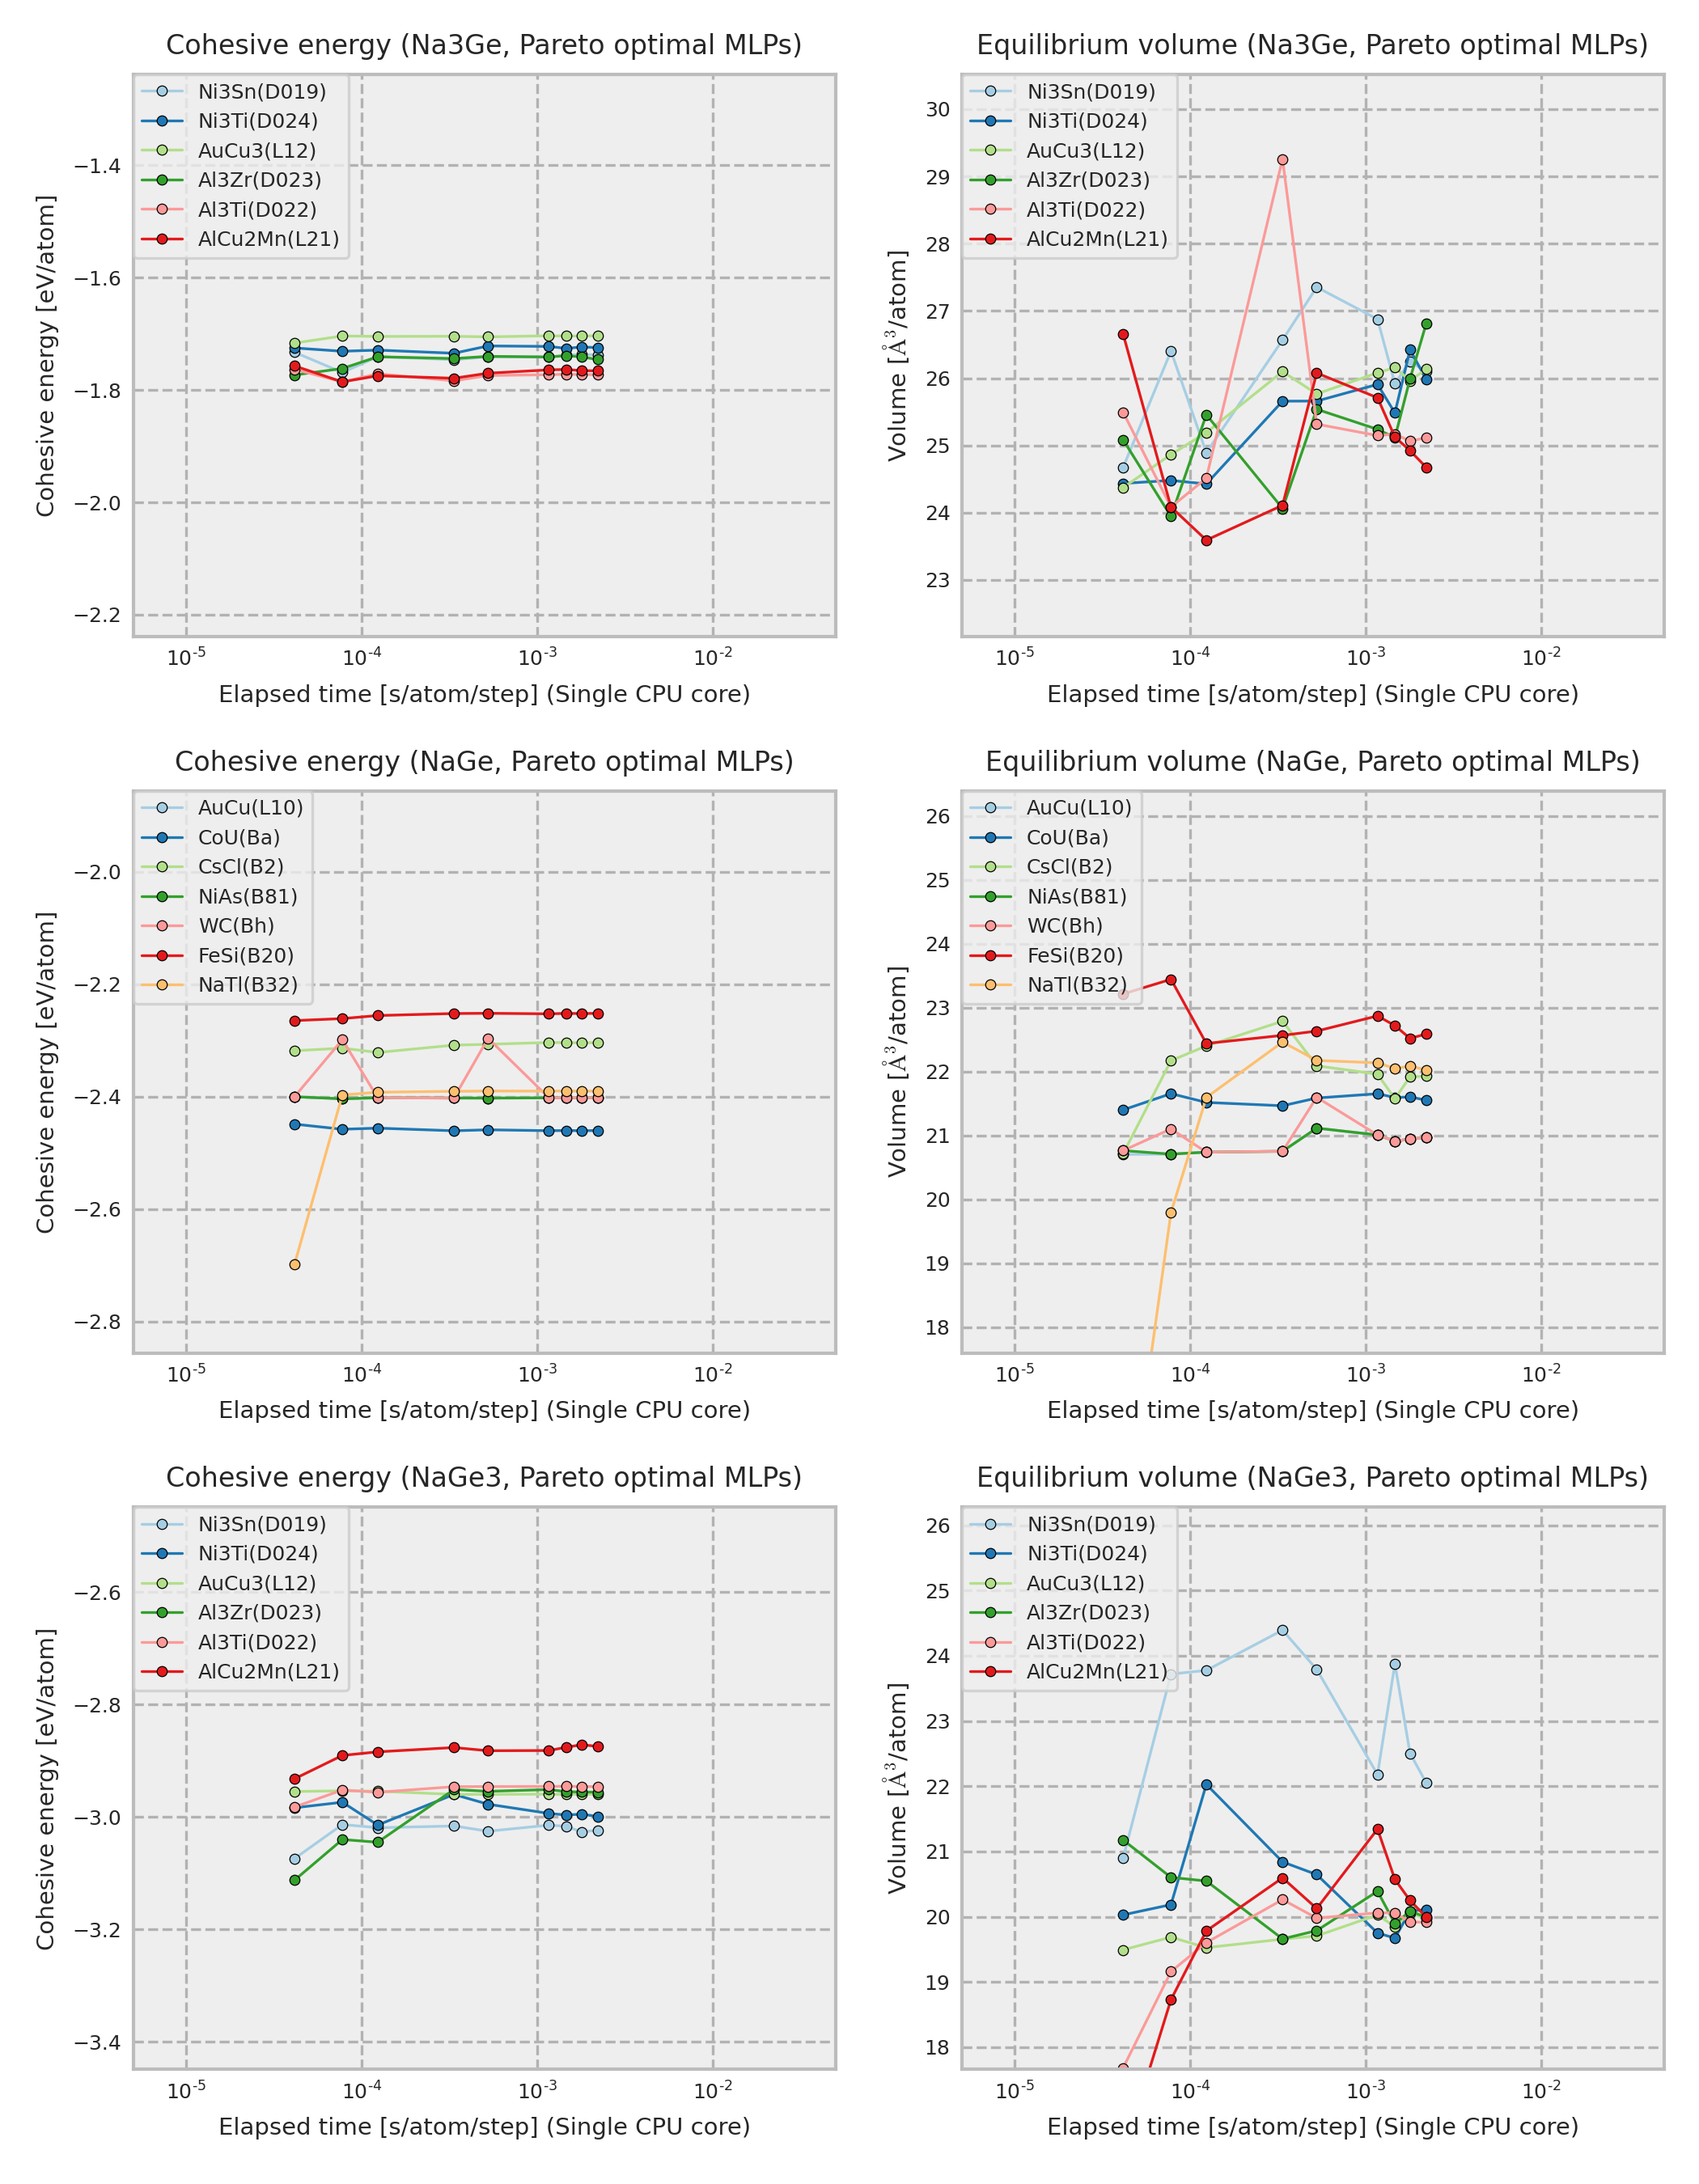 Cohesive energy (Na3Ge, Pareto optimal MLPs)
Ni3Sn(D019)
Ni3Ti(D024)
AuCu3(L12)
Al3Zr(D023)
Al3Ti(D022)
AlCu2Mn(L21)
−1.4
−1.6
−1.8
−2.0
−2.2
Cohesive energy [eV/atom]
10⁻⁵ 10⁻⁴ 10⁻³ 10⁻²
Elapsed time [s/atom/step] (Single CPU core)
Equilibrium volume (Na3Ge, Pareto optimal MLPs)
Ni3Sn(D019)
Ni3Ti(D024)
AuCu3(L12)
Al3Zr(D023)
Al3Ti(D022)
AlCu2Mn(L21)
30
29
28
27
26
25
24
23
Volume [Å³/atom]
10⁻⁵ 10⁻⁴ 10⁻³ 10⁻²
Elapsed time [s/atom/step] (Single CPU core)
Cohesive energy (NaGe, Pareto optimal MLPs)
AuCu(L10)
CoU(Ba)
CsCl(B2)
NiAs(B81)
WC(Bh)
FeSi(B20)
NaTl(B32)
−2.0
−2.2
−2.4
−2.6
−2.8
Cohesive energy [eV/atom]
10⁻⁵ 10⁻⁴ 10⁻³ 10⁻²
Elapsed time [s/atom/step] (Single CPU core)
Equilibrium volume (NaGe, Pareto optimal MLPs)
AuCu(L10)
CoU(Ba)
CsCl(B2)
NiAs(B81)
WC(Bh)
FeSi(B20)
NaTl(B32)
26
25
24
23
22
21
20
19
18
Volume [Å³/atom]
10⁻⁵ 10⁻⁴ 10⁻³ 10⁻²
Elapsed time [s/atom/step] (Single CPU core)
Cohesive energy (NaGe3, Pareto optimal MLPs)
Ni3Sn(D019)
Ni3Ti(D024)
AuCu3(L12)
Al3Zr(D023)
Al3Ti(D022)
AlCu2Mn(L21)
−2.6
−2.8
−3.0
−3.2
−3.4
Cohesive energy [eV/atom]
10⁻⁵ 10⁻⁴ 10⁻³ 10⁻²
Elapsed time [s/atom/step] (Single CPU core)
Equilibrium volume (NaGe3, Pareto optimal MLPs)
Ni3Sn(D019)
Ni3Ti(D024)
AuCu3(L12)
Al3Zr(D023)
Al3Ti(D022)
AlCu2Mn(L21)
26
25
24
23
22
21
20
19
18
Volume [Å³/atom]
10⁻⁵ 10⁻⁴ 10⁻³ 10⁻²
Elapsed time [s/atom/step] (Single CPU core)